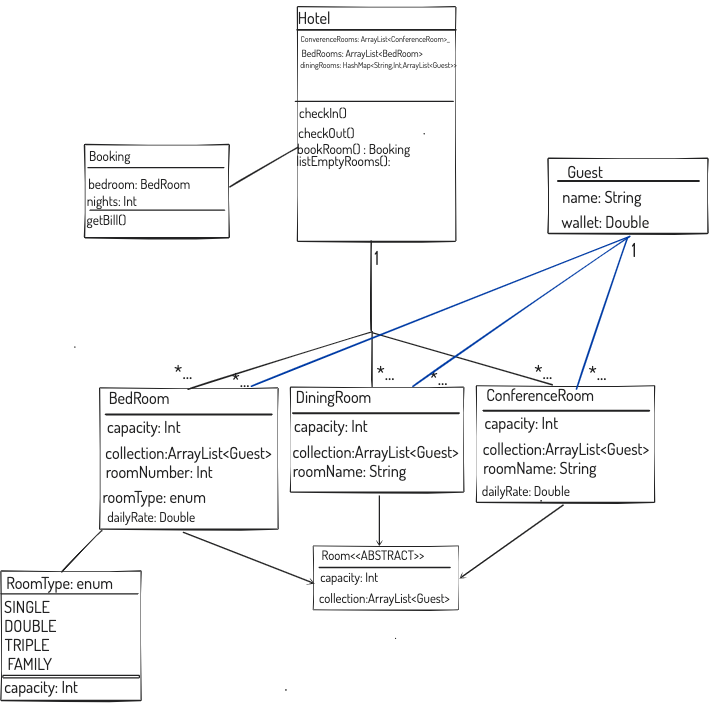 Hotel
ConverenceRooms: ArrayList<ConferenceRoom>_
BedRooms: ArrayList<BedRoom>
diningRooms: HashMap<String,Int,ArrayList<Guest>>
checkIn()
checkOut()
bookRoom() : Booking
listEmptyRooms():
Booking
bedroom: BedRoom
nights: Int
getBill()
Guest
name: String
wallet: Double
1
1
*...
*...
*...
*...
*...
*...
BedRoom
capacity: Int
collection:ArrayList<Guest>
roomNumber: Int
roomType: enum
dailyRate: Double
DiningRoom
capacity: Int
collection:ArrayList<Guest>
roomName: String
ConferenceRoom
capacity: Int
collection:ArrayList<Guest>
roomName: String
dailyRate: Double
Room<<ABSTRACT>>
capacity: Int
collection:ArrayList<Guest>
RoomType: enum
SINGLE
DOUBLE
TRIPLE
FAMILY
capacity: Int